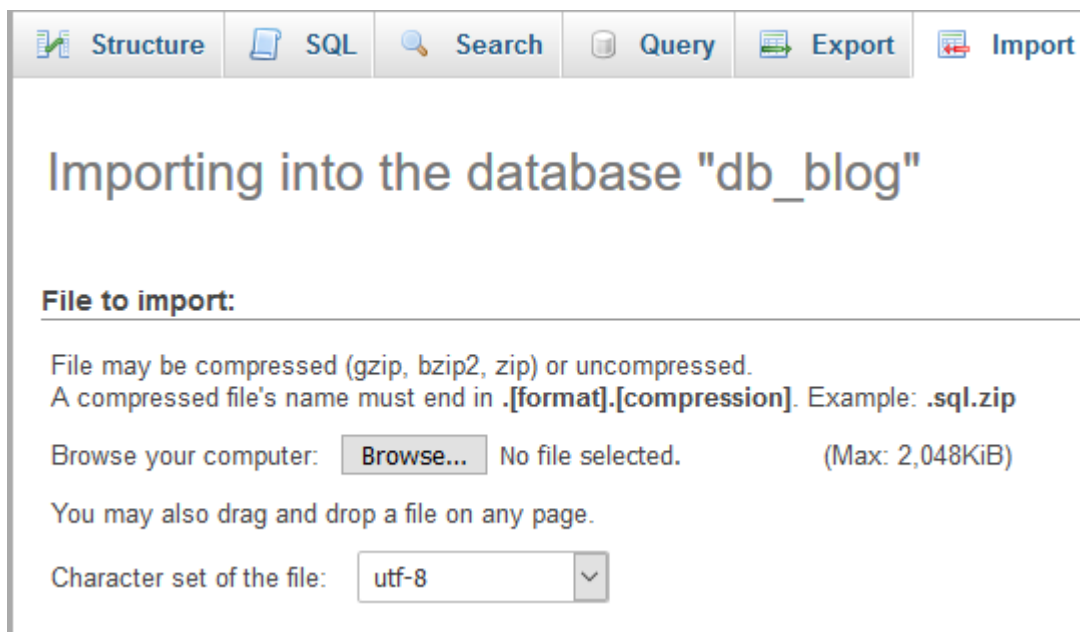 Structure SQL Search Query Export Import
Importing into the database "db_blog"
File to import:
File may be compressed (gzip, bzip2, zip) or uncompressed.
A compressed file's name must end in .[format].[compression]. Example: .sql.zip
Browse your computer: Browse... No file selected. (Max: 2,048KiB)
You may also drag and drop a file on any page.
Character set of the file: utf-8